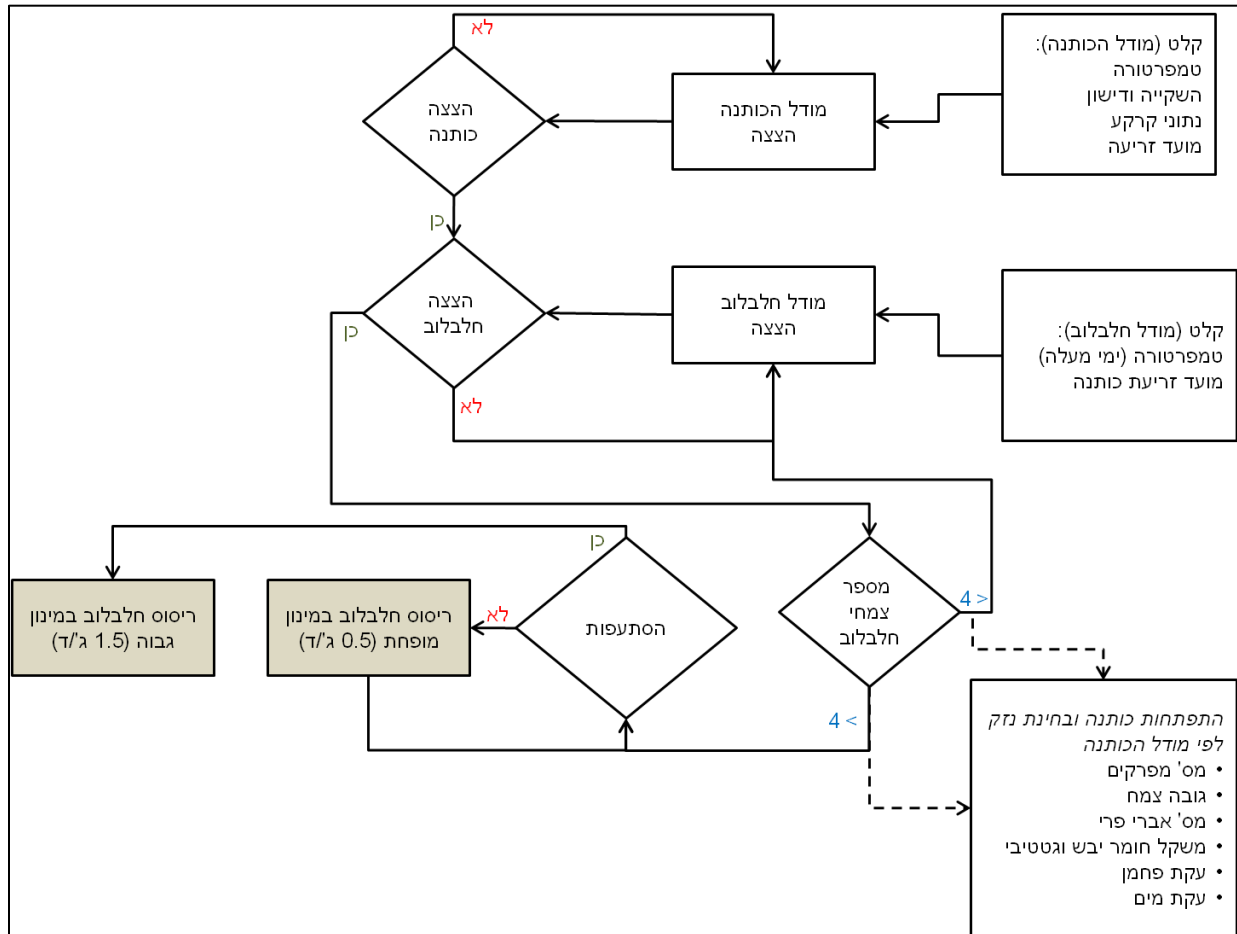 קלט (מודל הכותנה):
טמפרטורה
השקייה ודישון
נתוני קרקע
מועד זריעה
מודל הכותנה
הצצה
לא
הצצה
כותנה
כן
קלט (מודל חלבלוב):
טמפרטורה (ימי מעלה)
מועד זריעת כותנה
מודל חלבלוב
הצצה
הצצה
חלבלוב
כן
לא
מספר
צמחי
חלבלוב
4 <
4 >
הסתעפות
כן
לא
ריסוס חלבלוב במינון
מופחת (0.5 ג'/ד)
ריסוס חלבלוב במינון
גבוה (1.5 ג'/ד)
התפתחות כותנה ובחינת נזק
לפי מודל הכותנה
• מס' מפרקים
• גובה צמח
• מס' אברי פרי
• משקל חומר יבש וגטטיבי
• עקת פחמן
• עקת מים